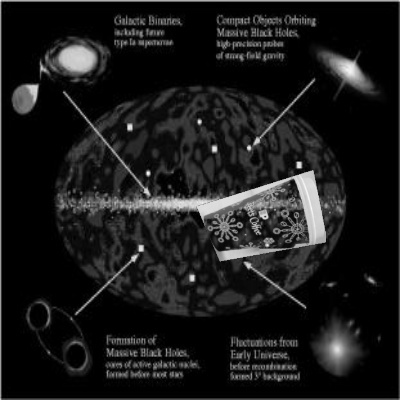 Galactic Binaries,
including future
type Ia supernovae
Compact Objects Orbiting
Massive Black Holes,
high-precision probes
of strong-field gravity
Formation of
Massive Black Holes,
cores of active galactic nuclei,
formed before most stars
Fluctuations from
Early Universe,
before recombination
formed 3° background